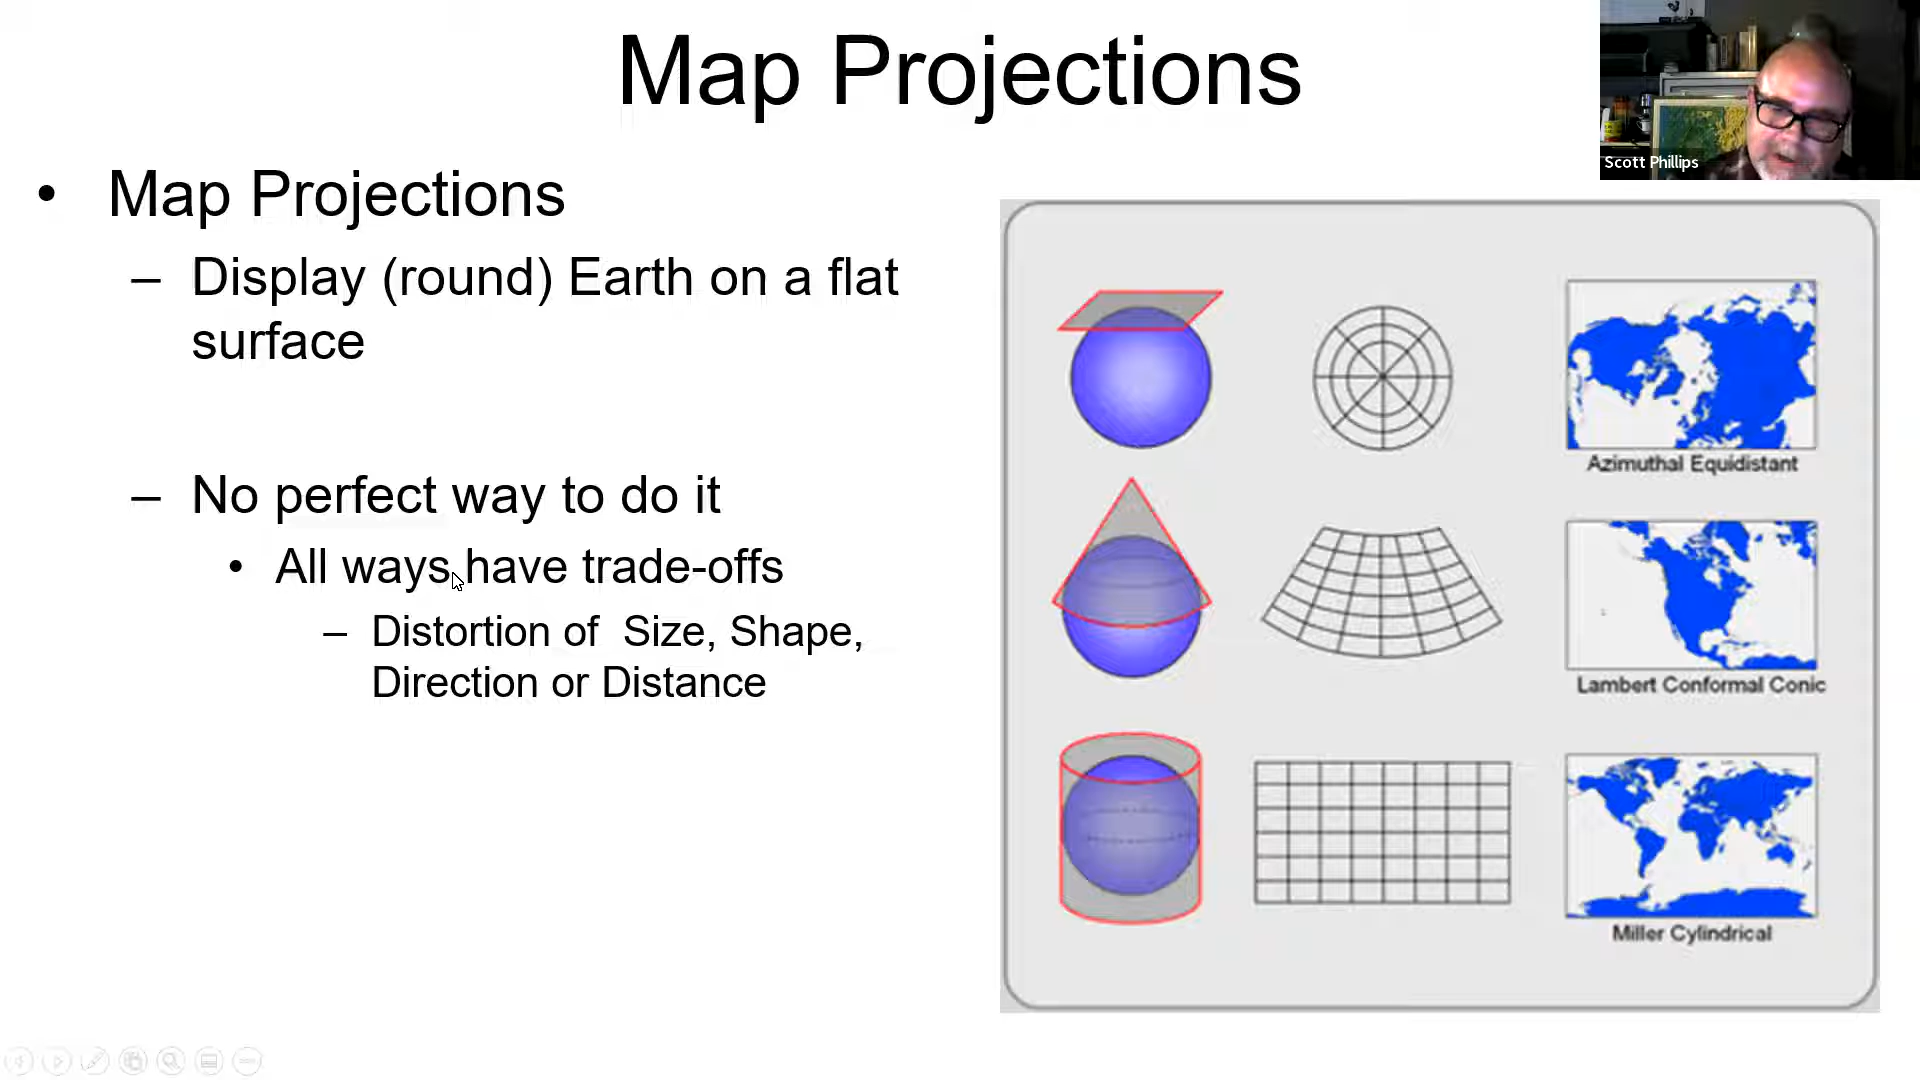 Map Projections
Scott Phillips
• Map Projections
– Display (round) Earth on a flat
surface
– No perfect way to do it
• All ways have trade-offs
– Distortion of Size, Shape,
Direction or Distance
Azimuthal Equidistant
Lambert Conformal Conic
Miller Cylindrical